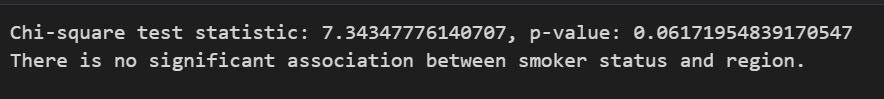 Chi-square test statistic: 7.34347776140707, p-value: 0.06171954839170547
There is no significant association between smoker status and region.